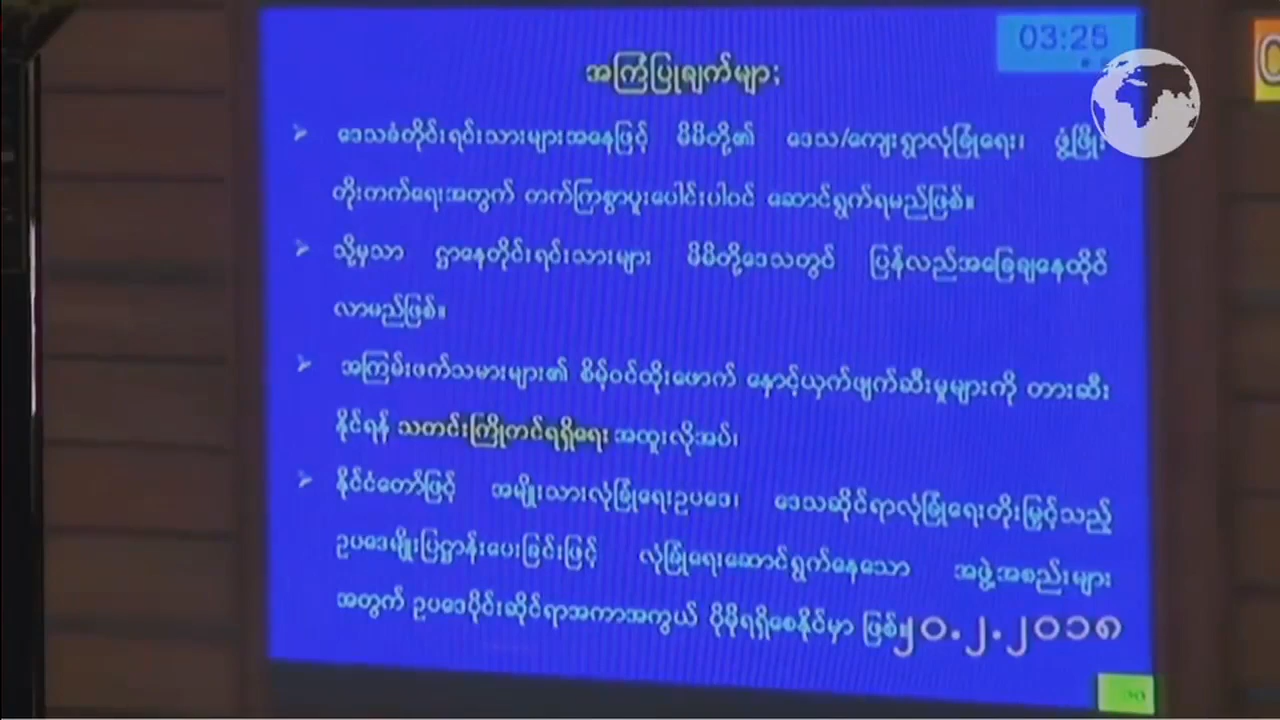 03:25
အကြံပြုချက်များ
➢ ဒေသခံတိုင်းရင်းသားများအနေဖြင့် မိမိတို့၏ ဒေသ/ကျေးရွာလုံခြုံရေး၊ ဖွံ့ဖြိုး
တိုးတက်ရေးအတွက် တက်ကြွစွာပူးပေါင်းပါဝင် ဆောင်ရွက်ရမည်ဖြစ်။
➢ သို့မှသာ ဌာနေတိုင်းရင်းသားများ မိမိတို့ဒေသတွင် ပြန်လည်အခြေချနေထိုင်
လာမည်ဖြစ်။
➢ အကြမ်းဖက်သမားများ၏ စိမ့်ဝင်ထိုးဖောက် နှောင့်ယှက်ဖျက်ဆီးမှုများကို တားဆီး
နိုင်ရန် သတင်းကြိုတင်ရရှိရေး အထူးလိုအပ်၊
➢ နိုင်ငံတော်ဖြင့် အမျိုးသားလုံခြုံရေးဥပဒေ၊ ဒေသဆိုင်ရာလုံခြုံရေးတိုးမြှင့်သည့်
ဥပဒေမျိုးပြဋ္ဌာန်းပေးခြင်းဖြင့် လုံခြုံရေးဆောင်ရွက်နေသော အဖွဲ့အစည်းများ
အတွက် ဥပဒေပိုင်းဆိုင်ရာအကာအကွယ် ပိုမိုရရှိစေနိုင်မှာ ဖြစ်။
၂၀.၂.၂၀၁၈